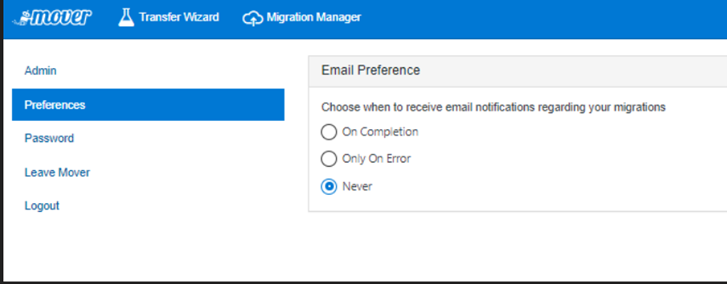 mover Transfer Wizard Migration Manager
Admin
Preferences
Password
Leave Mover
Logout
Email Preference
Choose when to receive email notifications regarding your migrations
On Completion
Only On Error
Never